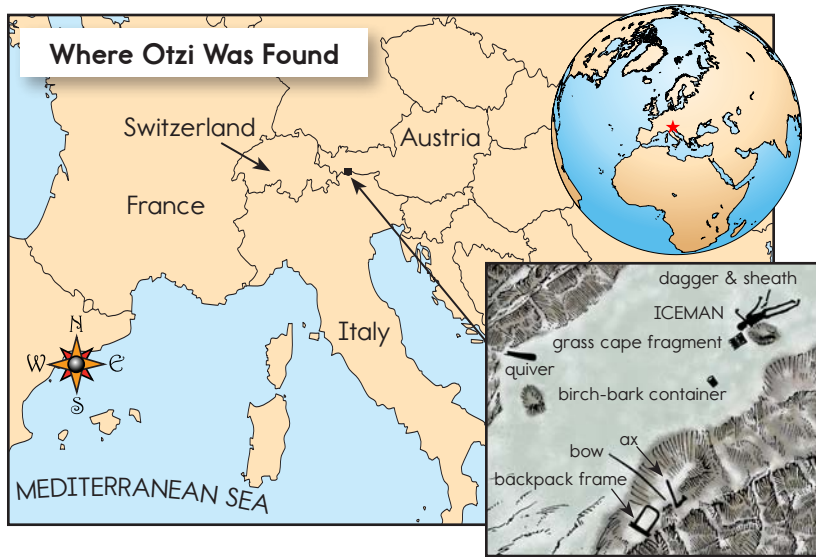 Where Otzi Was Found
Switzerland
Austria
France
Italy
N
W E
S
MEDITERRANEAN SEA
dagger & sheath
ICEMAN
grass cape fragment
quiver
birch-bark container
ax
bow
backpack frame